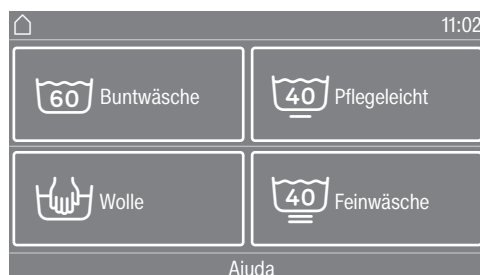 11:02
60 Buntwäsche
40 Pflegeleicht
Wolle
40 Feinwäsche
Ajuda